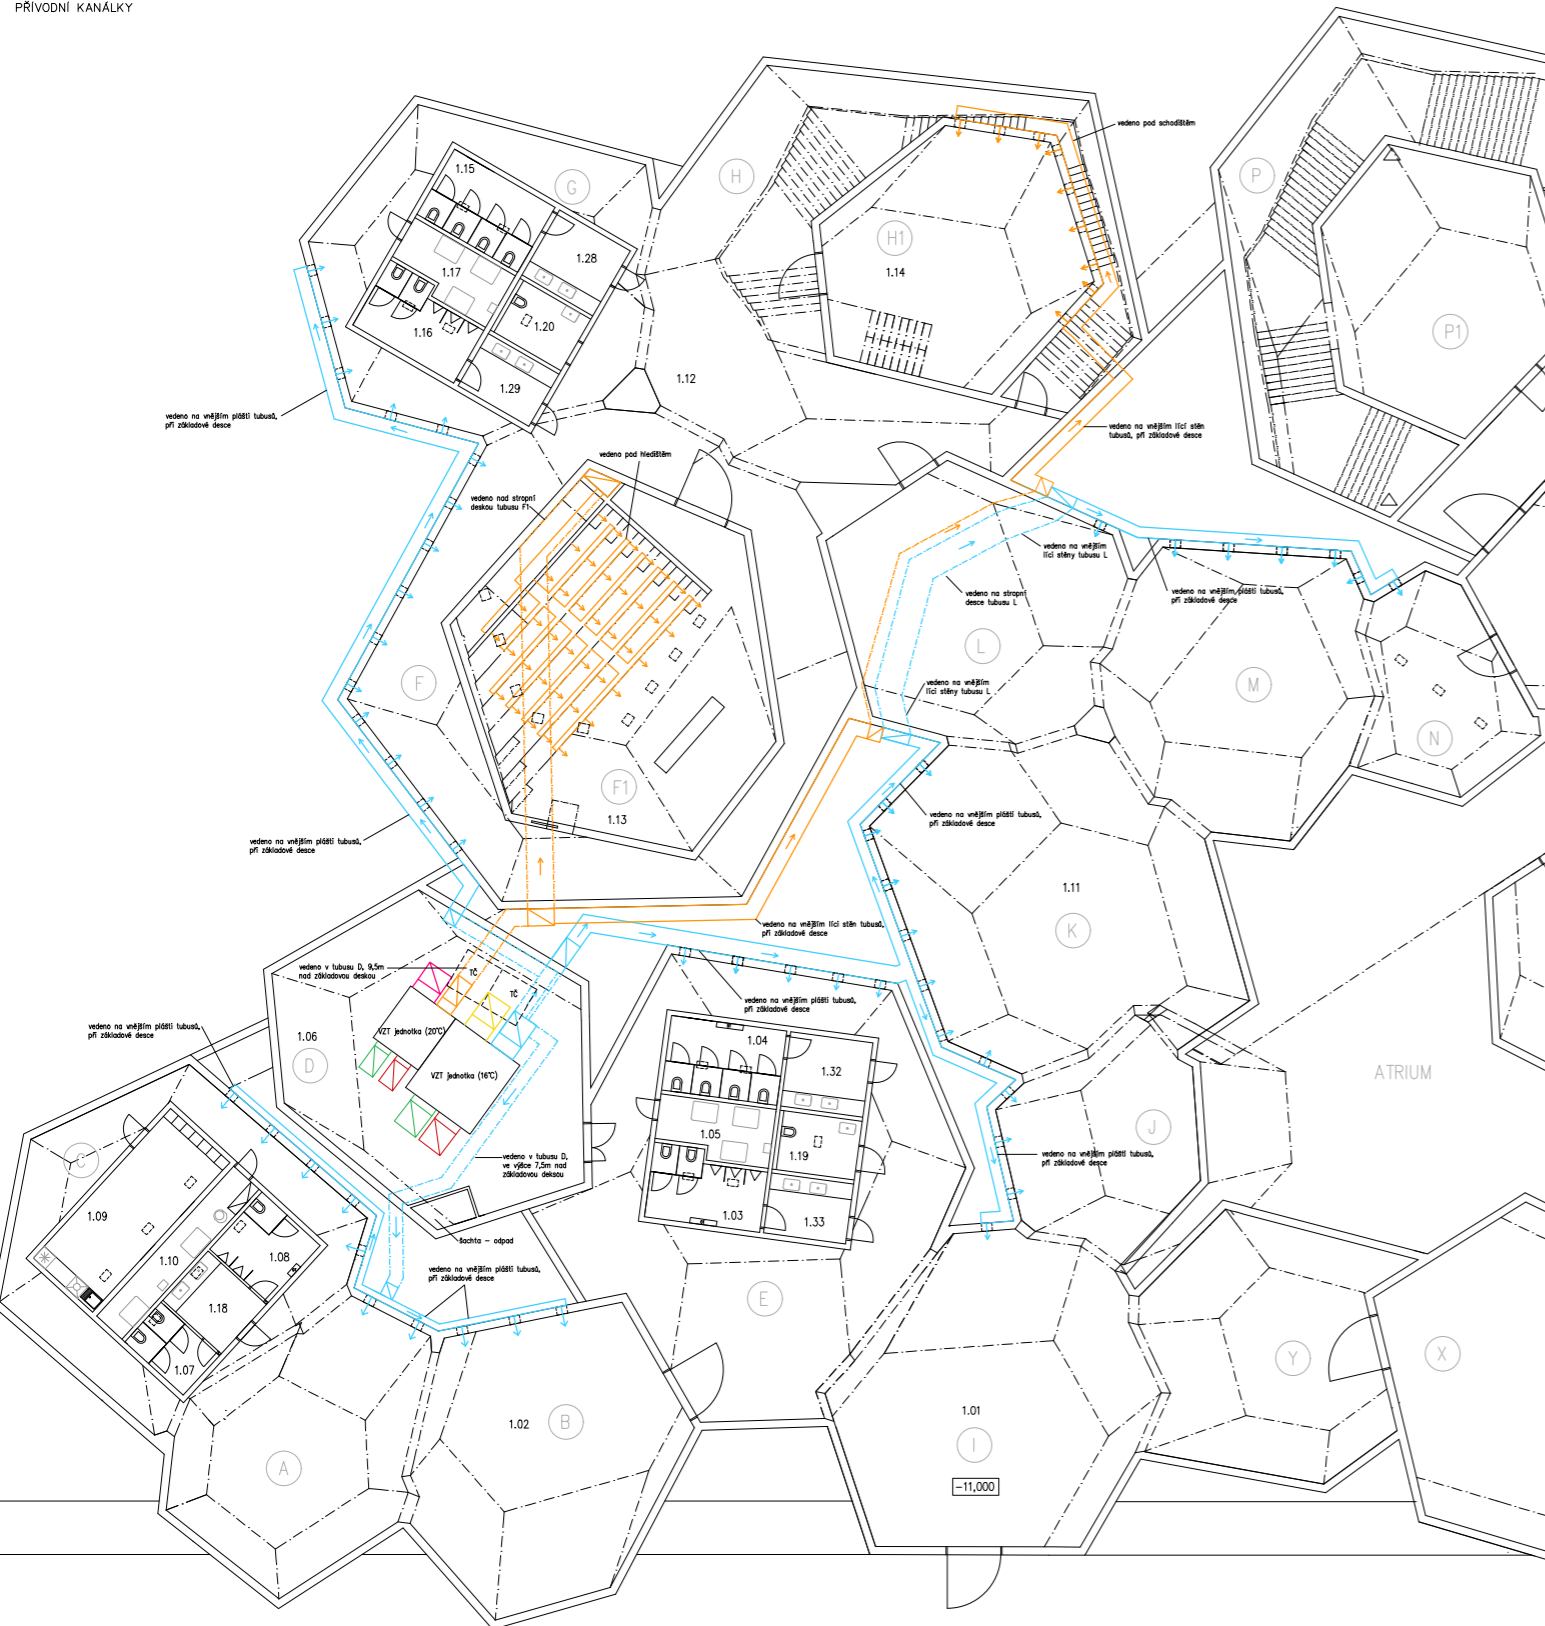 PŘÍVODNÍ KANÁLKY
vedeno pod schodištěm
1.15
G
H
P
1.28
H1
1.17
1.14
1.20
1.16
P1
1.12
1.29
vedeno na vnějším plášti tubusů,
při základové desce
vedeno na vnějším lící stěn
tubusů, při základové desce
vedeno pod hledištěm
vedeno nad stropní
deskou tubusu F1
vedeno na vnějším
lící stěny tubusu L
vedeno na stropní
desce tubusu L
vedeno na vnějším plášti tubusů,
při základové desce
L
F
M
vedeno na vnějším
lící stěny tubusu L
N
F1
1.13
vedeno na vnějším plášti tubusů,
při základové desce
vedeno na vnějším plášti tubusů,
při základové desce
1.11
K
vedeno na vnějším lící stěn tubusů,
při základové desce
vedeno v tubusu D, 9,5m
nad základovou deskou
TČ
TČ
vedeno na vnějším plášti tubusů,
při základové desce
vedeno na vnějším plášti tubusů,
při základové desce
1.06
VZT jednotka (20°C)
1.04
D
VZT jednotka (16°C)
1.32
ATRIUM
J
1.05
1.19
C
vedeno v tubusu D,
ve výšce 7,5m nad
základovou deksou
vedeno na vnějším plášti tubusů,
při základové desce
1.09
1.03
1.33
šachta – odpad
1.08
1.10
vedeno na vnějším plášti tubusů,
při základové desce
E
1.18
X
Y
1.07
1.02
B
1.01
I
A
-11,000